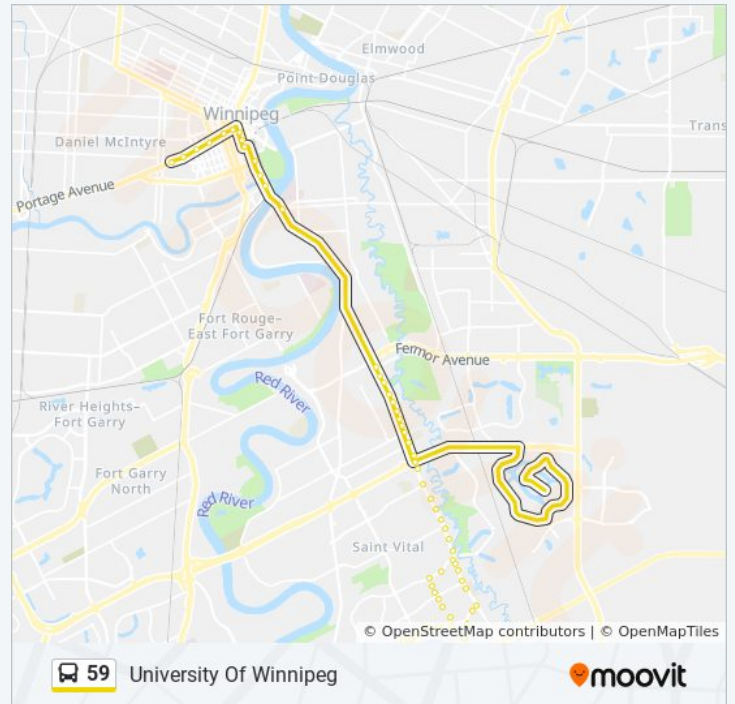 Elmwood
Point Douglas
Winnipeg
Trans
Daniel McIntyre
Portage Avenue
Fort Rouge–
East Fort Garry
Fermor Avenue
Red River
River Heights–
Fort Garry
Fort Garry
North
Red River
Saint Vital
© OpenStreetMap contributors | © OpenMapTiles
59 University Of Winnipeg
moovit